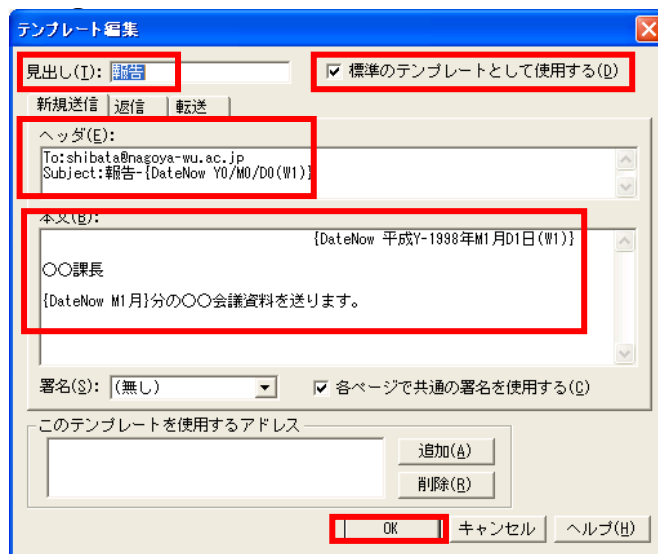 テンプレート編集
見出し(T): 報告
標準のテンプレートとして使用する(D)
新規送信 返信 転送
ヘッダ(E):
To:shibata@nagoya-wu.ac.jp
Subject:報告-{DateNow Y0/M0/D0(W1)}
本文(B):
{DateNow 平成Y-1998年M1月D1日(W1)}
〇〇課長
{DateNow M1月}分の〇〇会議資料を送ります。
署名(S): (無し)
各ページで共通の署名を使用する(C)
このテンプレートを使用するアドレス
追加(A)
削除(R)
OK キャンセル ヘルプ(H)